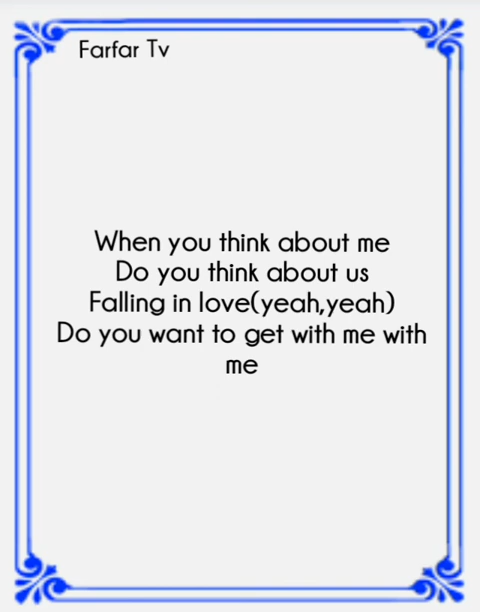 Farfar Tv
When you think about me
Do you think about us
Falling in love(yeah,yeah)
Do you want to get with me with
me